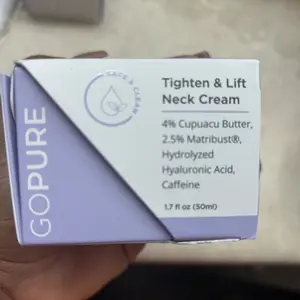 GOPURE
SAFE & CLEAN
Tighten & Lift
Neck Cream
4% Cupuacu Butter,
2.5% Matribust®,
Hydrolyzed
Hyaluronic Acid,
Caffeine
1.7 fl oz (50ml)